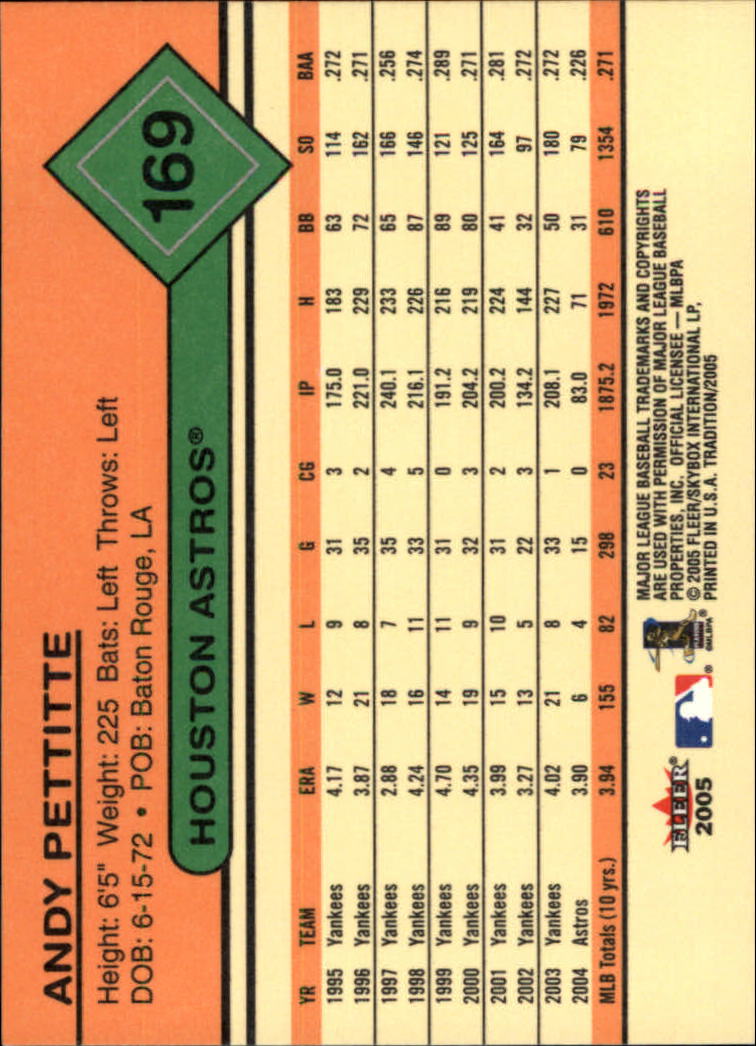 ANDY PETTITTE
Height: 6'5" Weight: 225 Bats: Left Throws: Left
DOB: 6-15-72 • POB: Baton Rouge, LA
HOUSTON ASTROS®
169
YR TEAM ERA W L G CG IP H BB SO BAA
1995 Yankees 4.17 12 9 31 3 175.0 183 63 114 .272
1996 Yankees 3.87 21 8 35 2 221.0 229 72 162 .271
1997 Yankees 2.88 18 7 35 4 240.1 233 65 166 .256
1998 Yankees 4.24 16 11 33 5 216.1 226 87 146 .274
1999 Yankees 4.70 14 11 31 0 191.2 216 89 121 .289
2000 Yankees 4.35 19 9 32 3 204.2 219 80 125 .271
2001 Yankees 3.99 15 10 31 2 200.2 224 41 164 .281
2002 Yankees 3.27 13 5 22 3 134.2 144 32 97 .272
2003 Yankees 4.02 21 8 33 1 208.1 227 50 180 .272
2004 Astros 3.90 6 4 15 0 83.0 71 31 79 .226
MLB Totals (10 yrs.) 3.94 155 82 298 23 1875.2 1972 610 1354 .271
FLEER®
2005
®
©MLBPA
®
MAJOR LEAGUE BASEBALL TRADEMARKS AND COPYRIGHTS
ARE USED WITH PERMISSION OF MAJOR LEAGUE BASEBALL
PROPERTIES, INC. OFFICIAL LICENSEE — MLBPA
© 2005 FLEER/SKYBOX INTERNATIONAL LP,
PRINTED IN U.S.A. TRADITION/2005